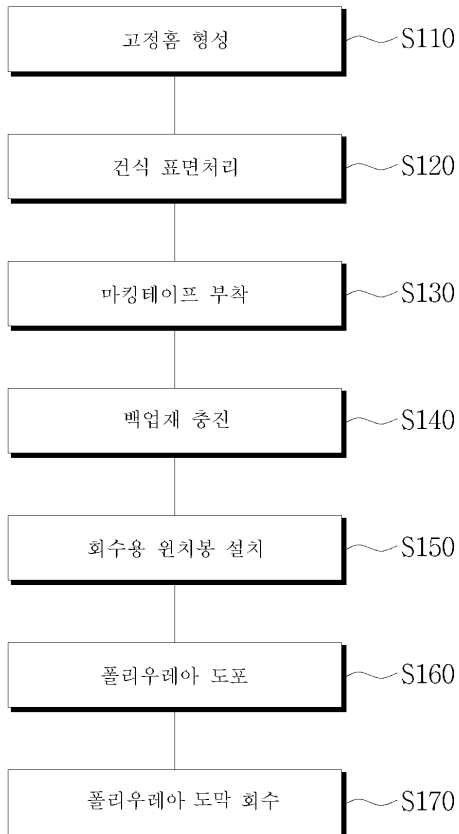 고정홈 형성 S110
건식 표면처리 S120
마킹테이프 부착 S130
백업재 충진 S140
회수용 윈치봉 설치 S150
폴리우레아 도포 S160
폴리우레아 도막 회수 S170